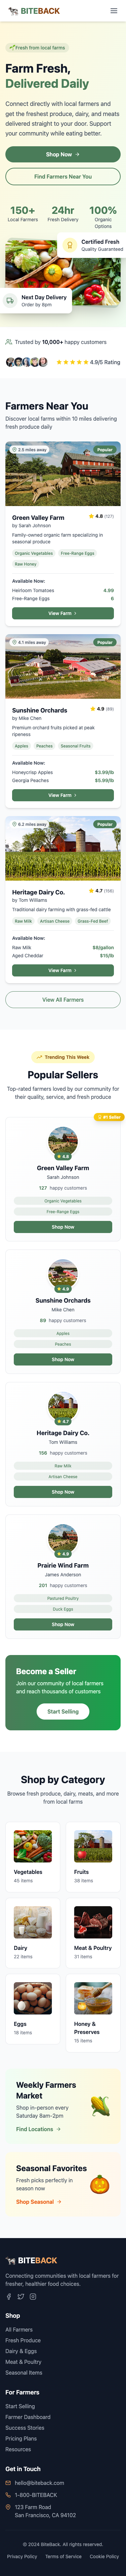 BITEBACK
Fresh from local farms
Farm Fresh,
Delivered Daily
Connect directly with local farmers and
get the freshest produce, dairy, and meats
delivered straight to your door. Support
your community while eating better.
Shop Now →
Find Farmers Near You
150+
Local Farmers
24hr
Fresh Delivery
100%
Organic
Options
Certified Fresh
Quality Guaranteed
Next Day Delivery
Order by 8pm
Trusted by 10,000+ happy customers
4.9/5 Rating
Farmers Near You
Discover local farmers within 10 miles delivering
fresh produce daily
2.5 miles away
Popular
Green Valley Farm
4.8 (127)
by Sarah Johnson
Family-owned organic farm specializing in
seasonal produce
Organic Vegetables
Free-Range Eggs
Raw Honey
Available Now:
Heirloom Tomatoes
4.99
Free-Range Eggs
6
View Farm
4.1 miles away
Popular
Sunshine Orchards
4.9 (89)
by Mike Chen
Premium orchard fruits picked at peak
ripeness
Apples
Peaches
Seasonal Fruits
Available Now:
Honeycrisp Apples
$3.99/lb
Georgia Peaches
$5.99/lb
View Farm
6.2 miles away
Popular
Heritage Dairy Co.
4.7 (156)
by Tom Williams
Traditional dairy farming with grass-fed cattle
Raw Milk
Artisan Cheese
Grass-Fed Beef
Available Now:
Raw Milk
$8/gallon
Aged Cheddar
$15/lb
View Farm
View All Farmers
Trending This Week
Popular Sellers
Top-rated farmers loved by our community for
their quality, service, and fresh produce
#1 Seller
4.8
Green Valley Farm
Sarah Johnson
127 happy customers
Organic Vegetables
Free-Range Eggs
Shop Now
4.9
Sunshine Orchards
Mike Chen
89 happy customers
Apples
Peaches
Shop Now
4.7
Heritage Dairy Co.
Tom Williams
156 happy customers
Raw Milk
Artisan Cheese
Shop Now
4.9
Prairie Wind Farm
James Anderson
201 happy customers
Pastured Poultry
Duck Eggs
Shop Now
Become a Seller
Join our community of local farmers
and reach thousands of customers
Start Selling
Shop by Category
Browse fresh produce, dairy, meats, and more
from local farms
Vegetables
45 items
Fruits
38 items
Dairy
22 items
Meat & Poultry
31 items
Eggs
18 items
Honey &
Preserves
15 items
Weekly Farmers
Market
Shop in-person every
Saturday 8am-2pm
Find Locations →
Seasonal Favorites
Fresh picks perfectly in
season now
Shop Seasonal →
BITEBACK
Connecting communities with local farmers for
fresher, healthier food choices.
Shop
All Farmers
Fresh Produce
Dairy & Eggs
Meat & Poultry
Seasonal Items
For Farmers
Start Selling
Farmer Dashboard
Success Stories
Pricing Plans
Resources
Get in Touch
hello@biteback.com
1-800-BITEBACK
123 Farm Road
San Francisco, CA 94102
© 2024 BiteBack. All rights reserved.
Privacy Policy
Terms of Service
Cookie Policy